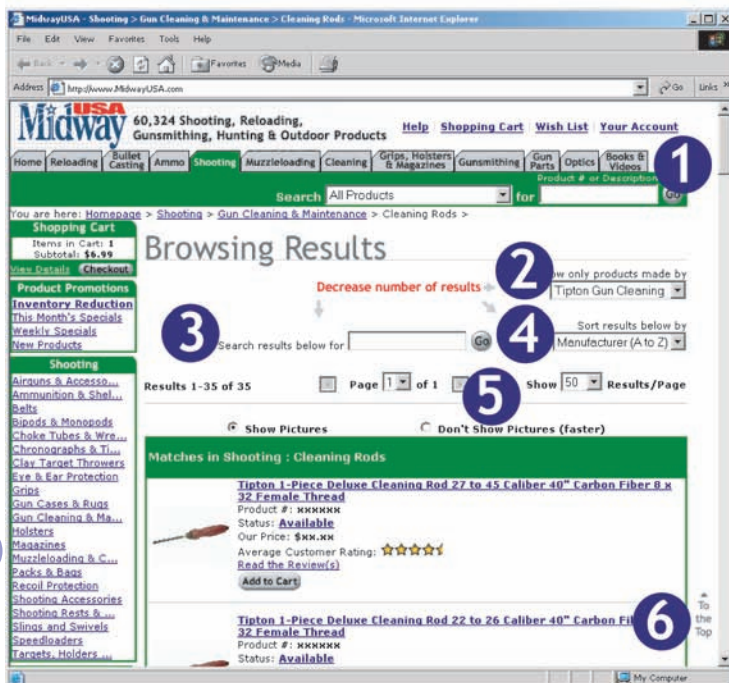 MidwayUSA - Shooting > Gun Cleaning & Maintenance > Cleaning Rods - Microsoft Internet Explorer
File Edit View Favorites Tools Help
Back Favorites Media
Address http://www.MidwayUSA.com Go Links
Midway USA 60,324 Shooting, Reloading,
Gunsmithing, Hunting & Outdoor Products Help Shopping Cart Wish List Your Account
Home Reloading Bullet Casting Ammo Shooting Muzzleloading Cleaning Grips, Holsters & Magazines Gunsmithing Gun Parts Optics Books & Videos
1
Product # or Description
Search All Products for Go
You are here: Homepage > Shooting > Gun Cleaning & Maintenance > Cleaning Rods >
Shopping Cart
Items in Cart: 1
Subtotal: $6.99
View Details Checkout
Browsing Results
Product Promotions
Inventory Reduction
This Month's Specials
Weekly Specials
New Products
Decrease number of results
2
only products made by
Tipton Gun Cleaning
3
Search results below for Go
4
Sort results below by
Manufacturer (A to Z)
Results 1-35 of 35 Page 1 of 1
5
Show 50 Results/Page
Show Pictures Don't Show Pictures (faster)
Shooting
Airguns & Accesso...
Ammunition & Shel...
Belts
Bipods & Monopods
Choke Tubes & Wre...
Chronographs & Ti...
Clay Target Throwers
Eye & Ear Protection
Grips
Gun Cases & Rugs
Gun Cleaning & Ma...
Holsters
Magazines
Muzzleloading & C...
Packs & Bags
Recoil Protection
Shooting Accessories
Shooting Rests & ...
Slings and Swivels
Speedloaders
Targets, Holders ...
Matches in Shooting : Cleaning Rods
Tipton 1-Piece Deluxe Cleaning Rod 27 to 45 Caliber 40" Carbon Fiber 8 x
32 Female Thread
Product #: xxxxxx
Status: Available
Our Price: $xx.xx
Average Customer Rating:
Read the Review(s)
Add to Cart
Tipton 1-Piece Deluxe Cleaning Rod 22 to 26 Caliber 40" Carbon
32 Female Thread
Product #: xxxxxx
Status: Available
6
To
the
Top
My Computer